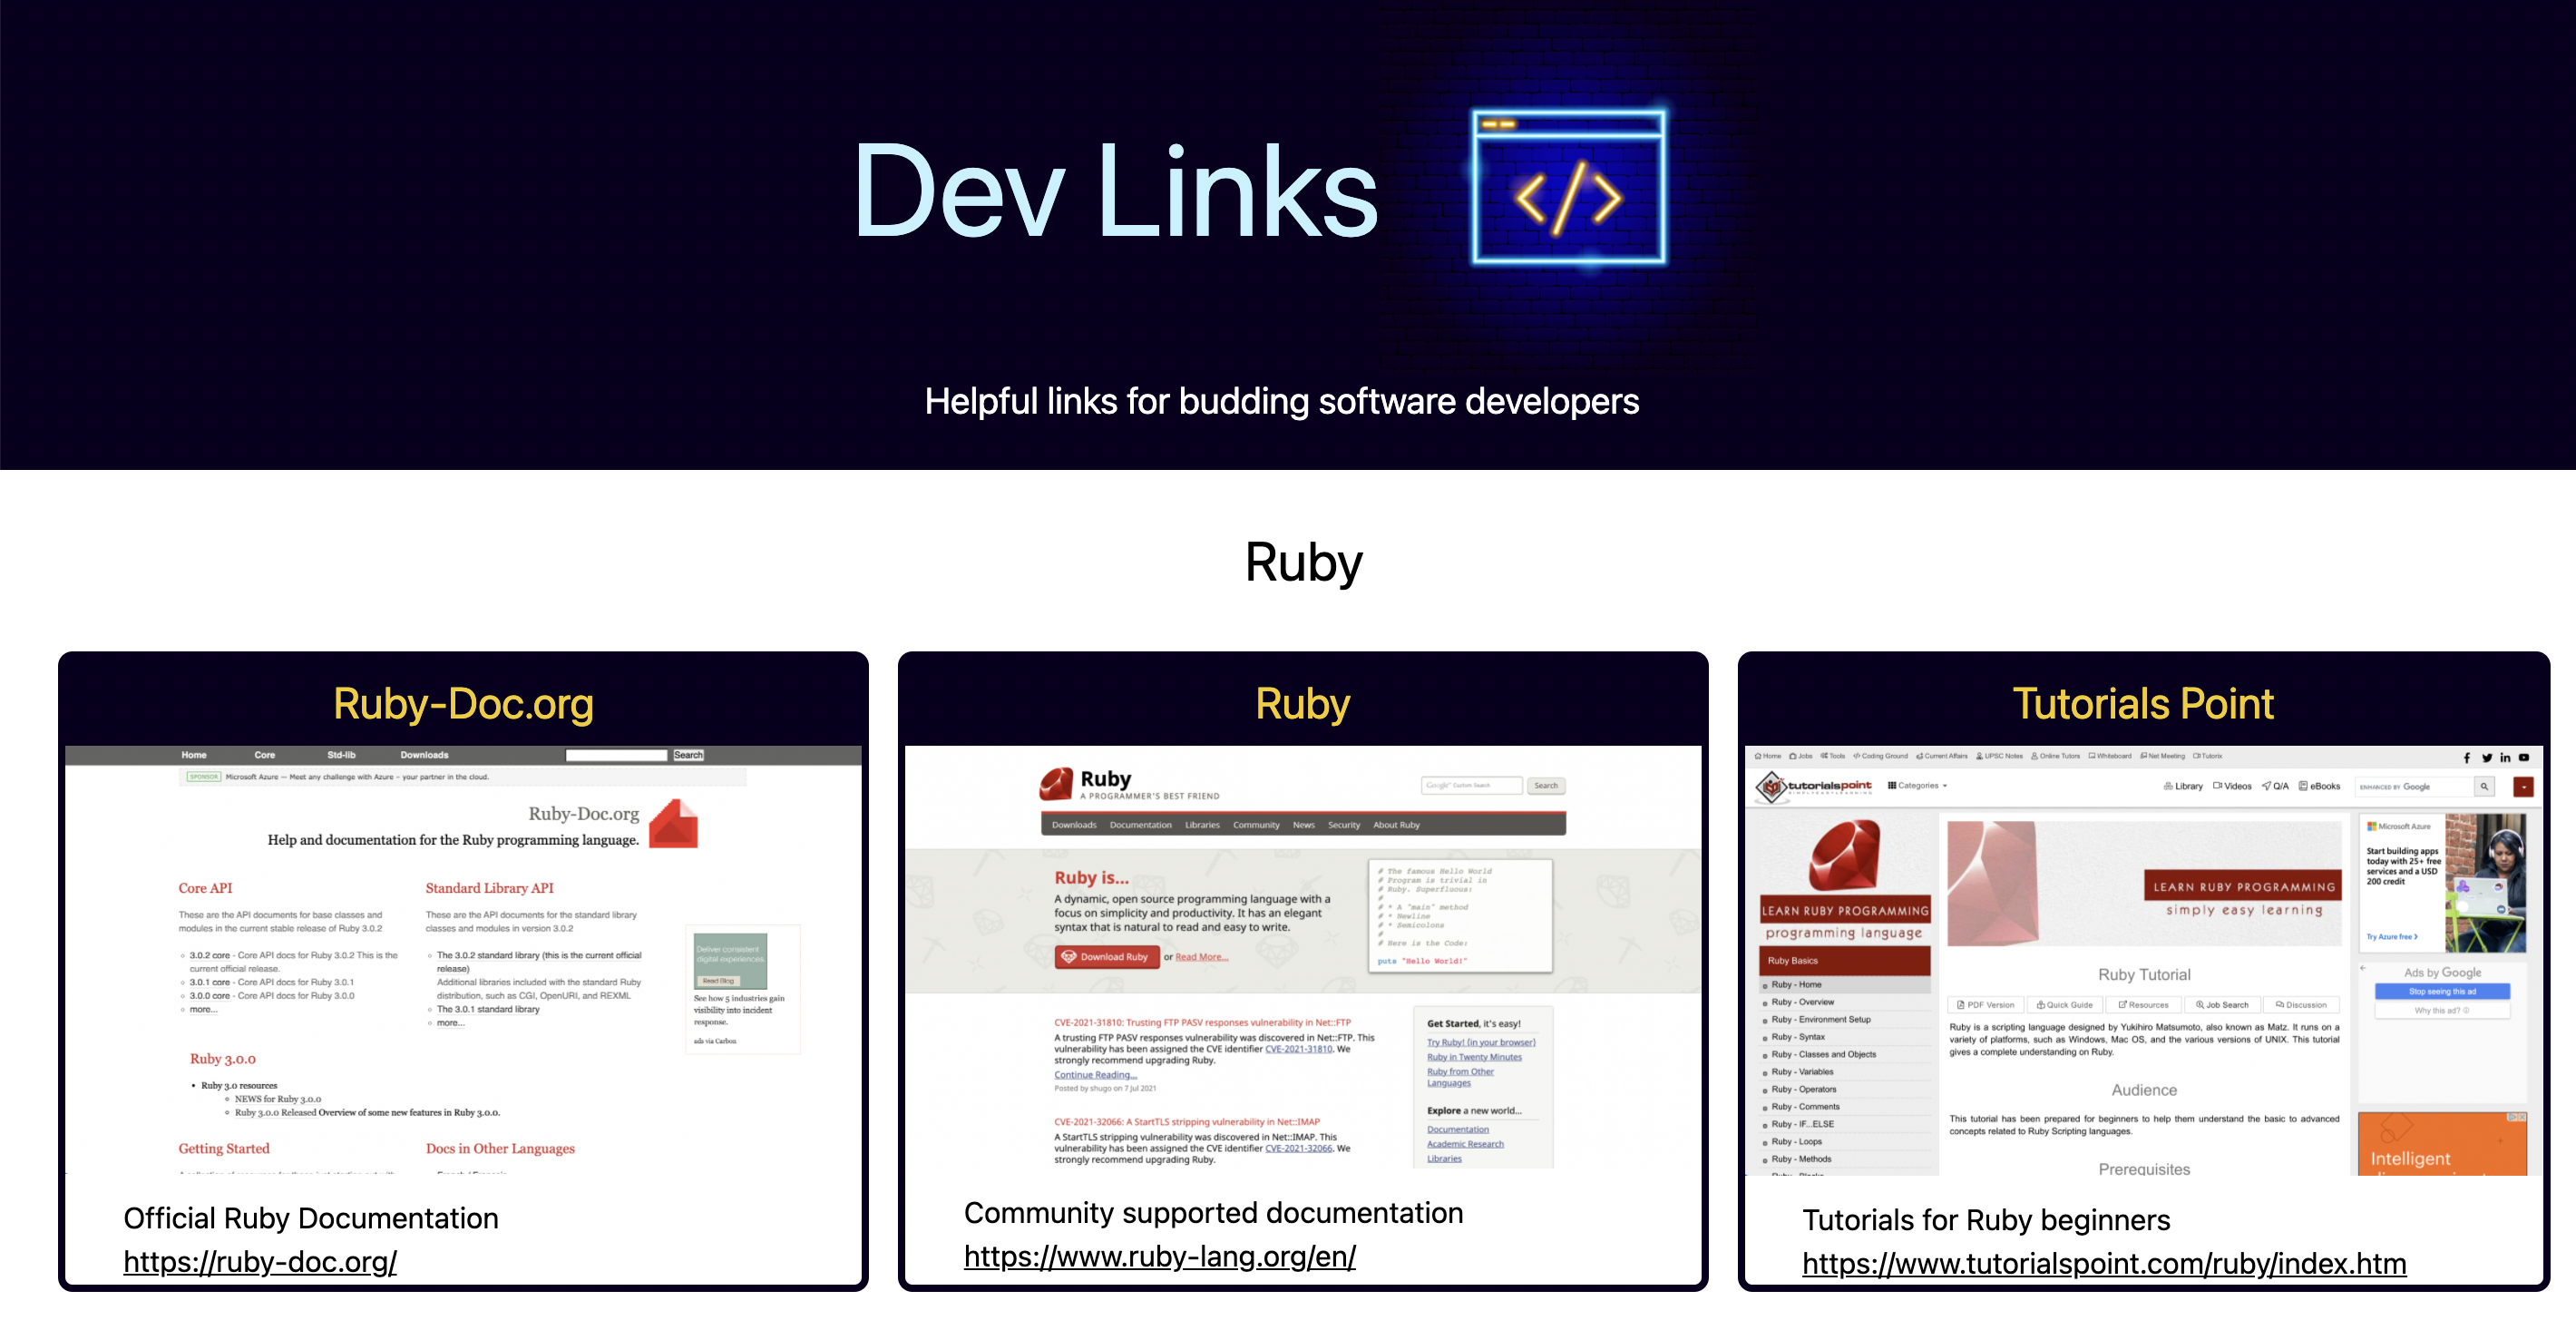 Dev Links
</>
Helpful links for budding software developers
Ruby
Ruby-Doc.org
Home Core Std-lib Downloads Search
SPONSOR Microsoft Azure — Meet any challenge with Azure – your partner in the cloud.
Ruby-Doc.org
Help and documentation for the Ruby programming language.
Core API
These are the API documents for base classes and
modules in the current stable release of Ruby 3.0.2
3.0.2 core - Core API docs for Ruby 3.0.2 This is the
current official release.
3.0.1 core - Core API docs for Ruby 3.0.1
3.0.0 core - Core API docs for Ruby 3.0.0
more...
Standard Library API
These are the API documents for the standard library
classes and modules in version 3.0.2
The 3.0.2 standard library (this is the current official
release)
Additional libraries included with the standard Ruby
distribution, such as CGI, OpenURI, and REXML
The 3.0.1 standard library
more...
Deliver consistent
digital experiences.
Read Blog
See how 5 industries gain
visibility into incident
response.
ads via Carbon
Ruby 3.0.0
Ruby 3.0 resources
NEWS for Ruby 3.0.0
Ruby 3.0.0 Released Overview of some new features in Ruby 3.0.0.
Getting Started
Docs in Other Languages
Official Ruby Documentation
https://ruby-doc.org/
Ruby
Ruby
A PROGRAMMER'S BEST FRIEND
Google™ Custom Search Search
Downloads Documentation Libraries Community News Security About Ruby
Ruby is...
A dynamic, open source programming language with a
focus on simplicity and productivity. It has an elegant
syntax that is natural to read and easy to write.
Download Ruby or Read More...
# The famous Hello World
# Program is trivial in
# Ruby. Superfluous:
#
# * A "main" method
# * Newline
# * Semicolons
#
# Here is the Code:
puts "Hello World!"
CVE-2021-31810: Trusting FTP PASV responses vulnerability in Net::FTP
A trusting FTP PASV responses vulnerability was discovered in Net::FTP. This
vulnerability has been assigned the CVE identifier CVE-2021-31810. We
strongly recommend upgrading Ruby.
Continue Reading...
Posted by shugo on 7 Jul 2021
CVE-2021-32066: A StartTLS stripping vulnerability in Net::IMAP
A StartTLS stripping vulnerability was discovered in Net::IMAP. This
vulnerability has been assigned the CVE identifier CVE-2021-32066. We
strongly recommend upgrading Ruby.
Get Started, it's easy!
Try Ruby! (in your browser)
Ruby in Twenty Minutes
Ruby from Other
Languages
Explore a new world...
Documentation
Academic Research
Libraries
Community supported documentation
https://www.ruby-lang.org/en/
Tutorials Point
Home Jobs Tools Coding Ground Current Affairs UPSC Notes Online Tutors Whiteboard Net Meeting Tutorix
tutorialspoint
SIMPLYEASYLEARNING
Categories Library Videos Q/A eBooks ENHANCED BY Google
LEARN RUBY PROGRAMMING
programming language
Ruby Basics
Ruby - Home
Ruby - Overview
Ruby - Environment Setup
Ruby - Syntax
Ruby - Classes and Objects
Ruby - Variables
Ruby - Operators
Ruby - Comments
Ruby - IF...ELSE
Ruby - Loops
Ruby - Methods
Ruby - Blocks
LEARN RUBY PROGRAMMING
simply easy learning
Ruby Tutorial
PDF Version Quick Guide Resources Job Search Discussion
Ruby is a scripting language designed by Yukihiro Matsumoto, also known as Matz. It runs on a
variety of platforms, such as Windows, Mac OS, and the various versions of UNIX. This tutorial
gives a complete understanding on Ruby.
Audience
This tutorial has been prepared for beginners to help them understand the basic to advanced
concepts related to Ruby Scripting languages.
Prerequisites
Microsoft Azure
Start building apps
today with 25+ free
services and a USD
200 credit
Try Azure free
Ads by Google
Stop seeing this ad
Why this ad?
Intelligent
Tutorials for Ruby beginners
https://www.tutorialspoint.com/ruby/index.htm